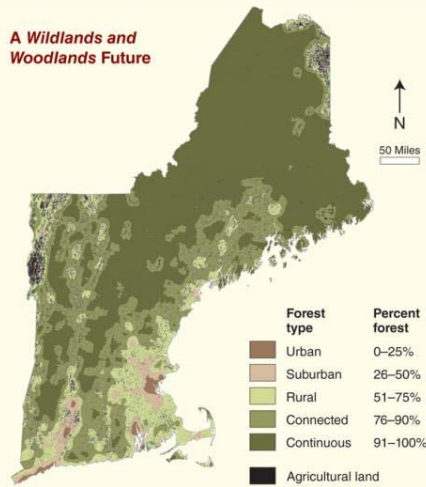 A Wildlands and
Woodlands Future
N
50 Miles
Forest type Percent forest
Urban 0–25%
Suburban 26–50%
Rural 51–75%
Connected 76–90%
Continuous 91–100%
Agricultural land